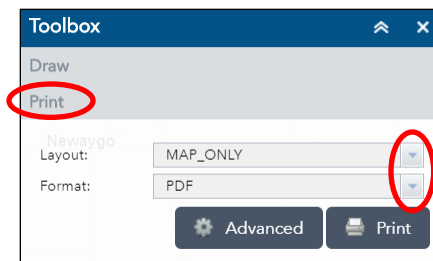 Toolbox
Draw
Print
Newaygo
Layout: MAP_ONLY
Format: PDF
Advanced Print